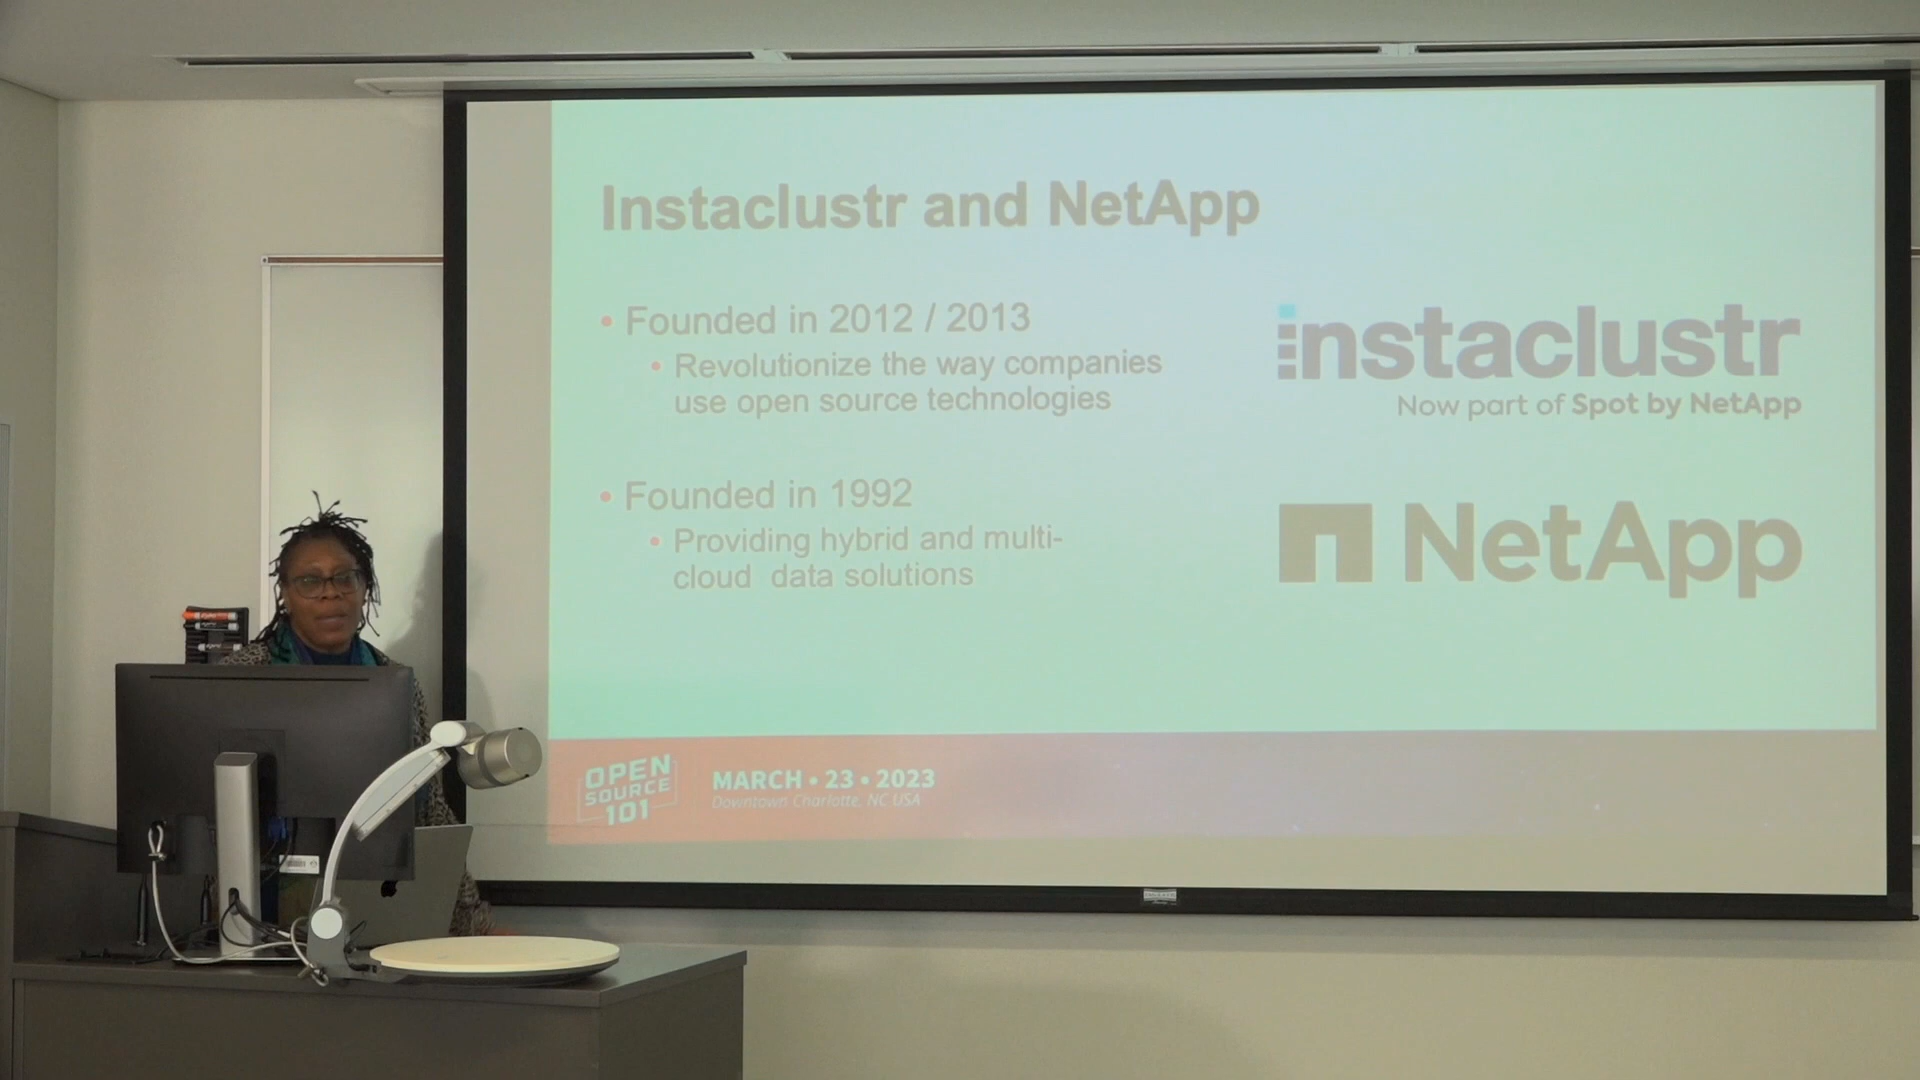 Instaclustr and NetApp
• Founded in 2012 / 2013
• Revolutionize the way companies
use open source technologies
instaclustr
Now part of Spot by NetApp
• Founded in 1992
• Providing hybrid and multi-
cloud data solutions
NetApp
OPEN
SOURCE
101
MARCH • 23 • 2023
Downtown Charlotte, NC USA